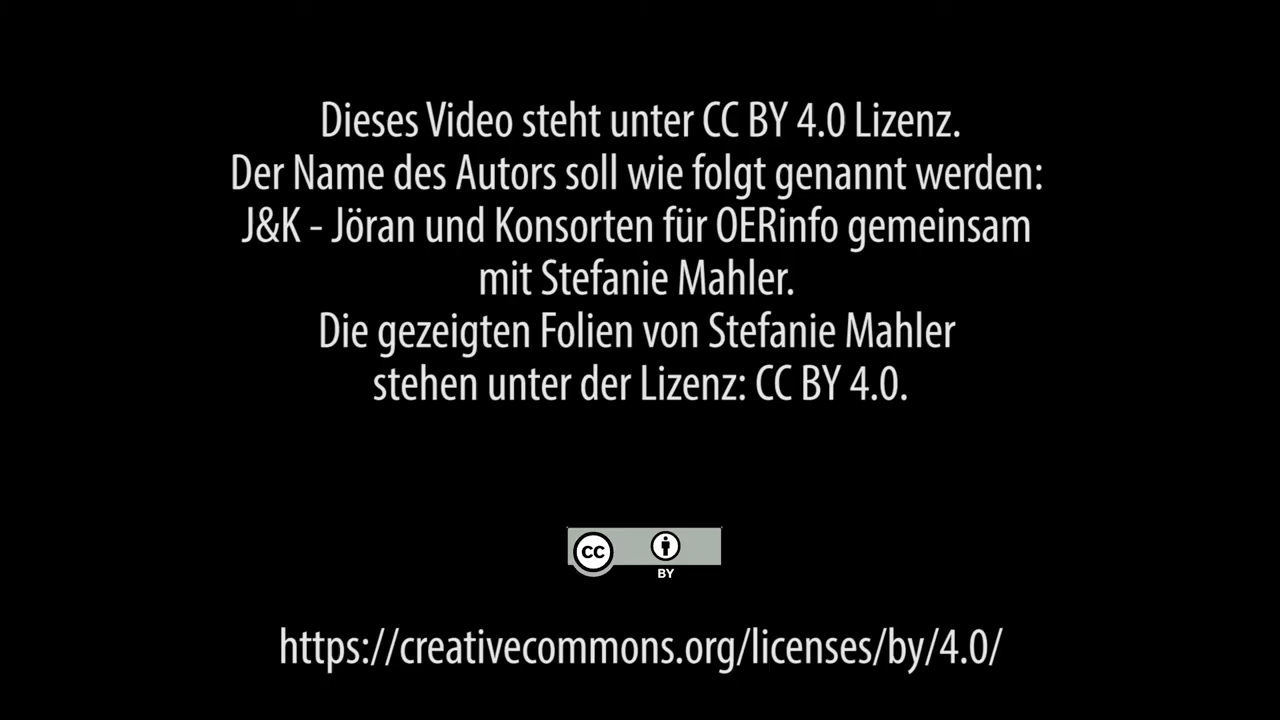 Dieses Video steht unter CC BY 4.0 Lizenz.
Der Name des Autors soll wie folgt genannt werden:
J&K - Jöran und Konsorten für OERinfo gemeinsam
mit Stefanie Mahler.
Die gezeigten Folien von Stefanie Mahler
stehen unter der Lizenz: CC BY 4.0.
cc
BY
https://creativecommons.org/licenses/by/4.0/